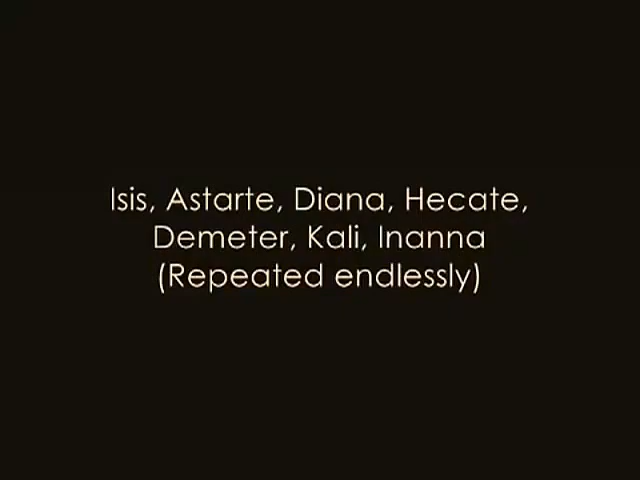 Isis, Astarte, Diana, Hecate,
Demeter, Kali, Inanna
(Repeated endlessly)